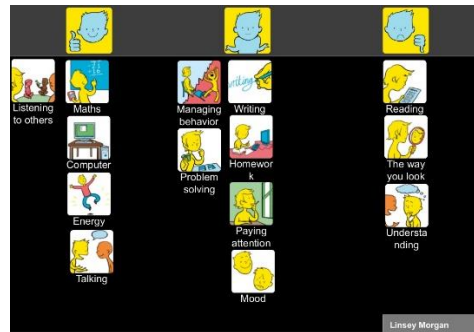 Listening
to others
Maths
Computer
Energy
Talking
Managing
behavior
Problem
solving
writing
Writing
Homewor
k
Paying
attention
Mood
Reading
The way
you look
Understa
nding
Linsey Morgan